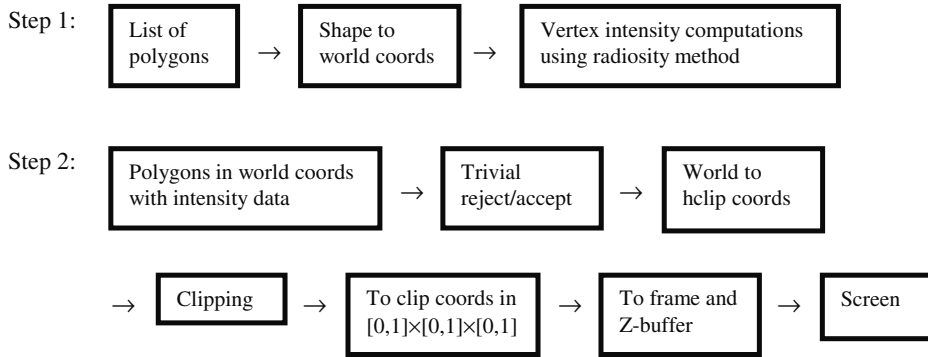 Step 1:
List of
polygons
→
Shape to
world coords
→
Vertex intensity computations
using radiosity method
Step 2:
Polygons in world coords
with intensity data
→
Trivial
reject/accept
→
World to
hclip coords
→
Clipping
→
To clip coords in
[0,1]×[0,1]×[0,1]
→
To frame and
Z-buffer
→
Screen